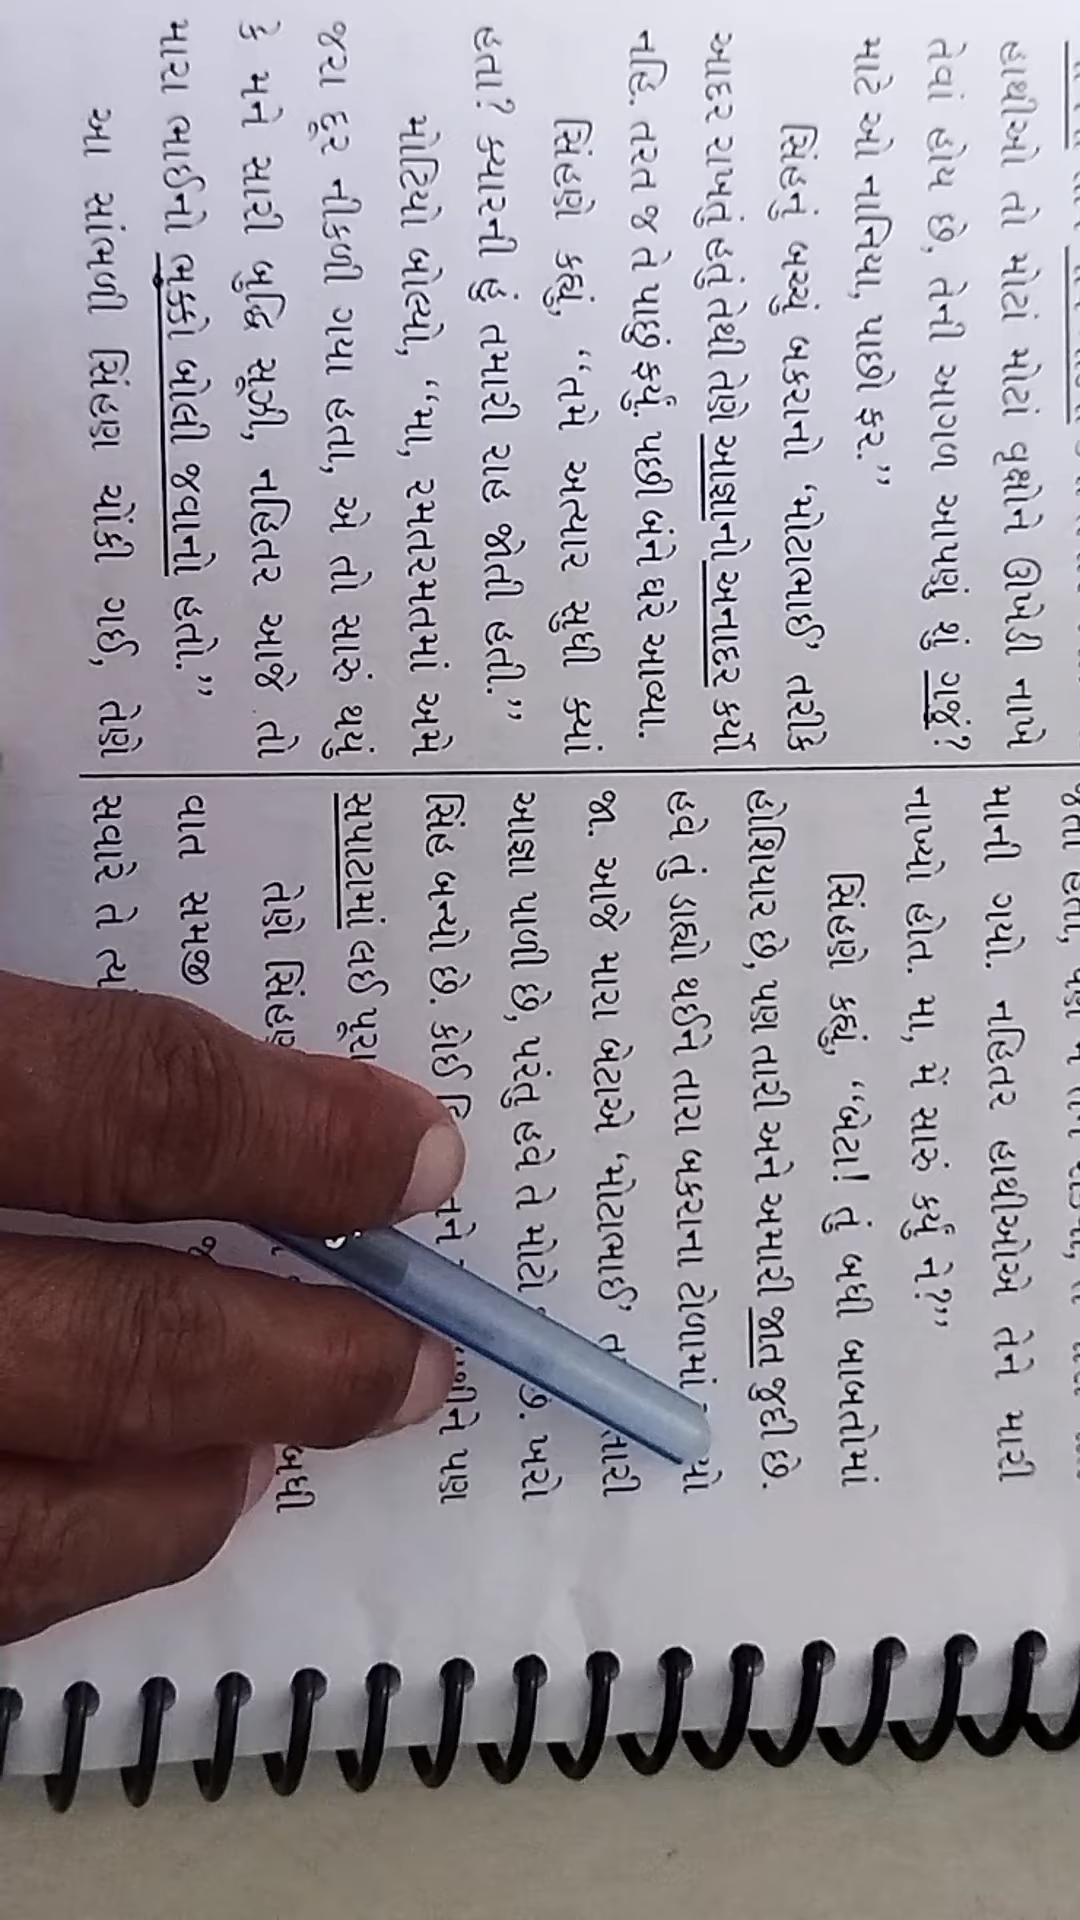 હાથીઓ તો મોટાં મોટાં વૃક્ષોને ઊખેડી નાખે
તેવાં હોય છે, તેની આગળ આપણું શું ગજું?
માટે ઓ નાનિયા, પાછો ફર.”
સિંહનું બચ્ચું બકરાનો ‘મોટાભાઈ’ તરીકે
આદર રાખતું હતું તેથી તેણે આજ્ઞાનો અનાદર કર્યો
નહિ. તરત જ તે પાછું ફર્યું. પછી બંને ઘરે આવ્યા.
સિંહણે કહ્યું, “તમે અત્યાર સુધી ક્યાં
હતા? ક્યારની હું તમારી રાહ જોતી હતી.”
મોટિયો બોલ્યો, “મા, રમતરમતમાં અમે
જરા દૂર નીકળી ગયા હતા, એ તો સારું થયું
કે મને સારી બુદ્ધિ સૂઝી, નહિતર આજે તો
મારા ભાઈનો ભૂક્કો બોલી જવાનો હતો.”
આ સાંભળી સિંહણ ચોંકી ગઈ, તેણે
માની ગયો. નહિતર હાથીઓએ તેને મારી
નાખ્યો હોત. મા, મેં સારું કર્યું ને?”
સિંહણે કહ્યું, “બેટા! તું બધી બાબતોમાં
હોશિયાર છે, પણ તારી અને અમારી જાત જુદી છે.
હવે તું ડાહ્યો થઈને તારા બકરાના ટોળામાં
જા. આજે મારા બેટાએ ‘મોટાભાઈ’ મારી
આજ્ઞા પાળી છે, પરંતુ હવે તે મોટો છે. ખરો
સિંહ બન્યો છે. કોઈ પણ
સપાટામાં લઈ
તેણે બધી
વાત સમજી
સવારે તે